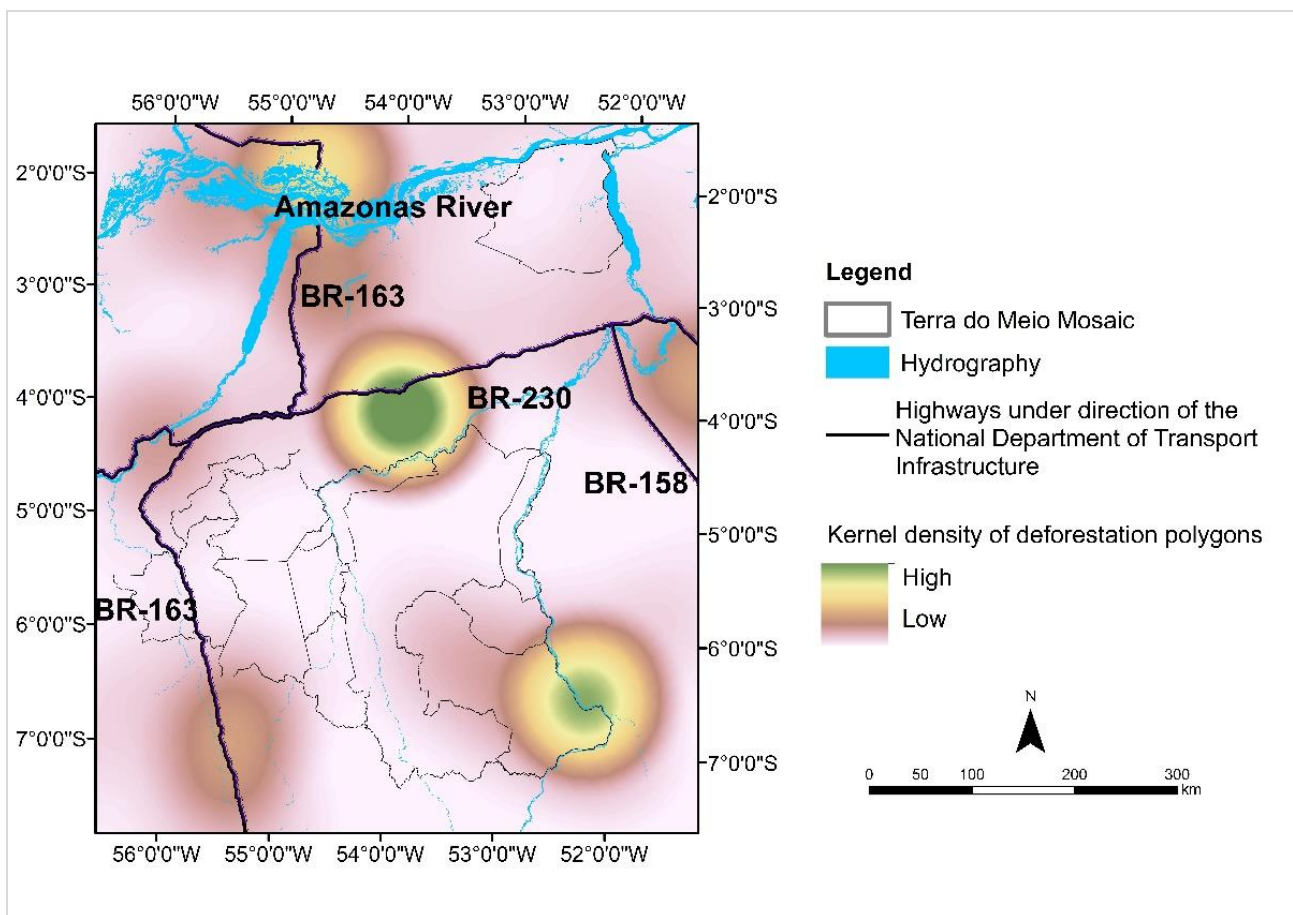 56°0'0"W 55°0'0"W 54°0'0"W 53°0'0"W 52°0'0"W
2°0'0"S
3°0'0"S
4°0'0"S
5°0'0"S
6°0'0"S
7°0'0"S
Amazonas River
BR-163
BR-230
BR-158
BR-163
2°0'0"S
3°0'0"S
4°0'0"S
5°0'0"S
6°0'0"S
7°0'0"S
56°0'0"W 55°0'0"W 54°0'0"W 53°0'0"W 52°0'0"W
Legend
Terra do Meio Mosaic
Hydrography
Highways under direction of the
National Department of Transport
Infrastructure
Kernel density of deforestation polygons
High
Low
N
0 50 100 200 300
km